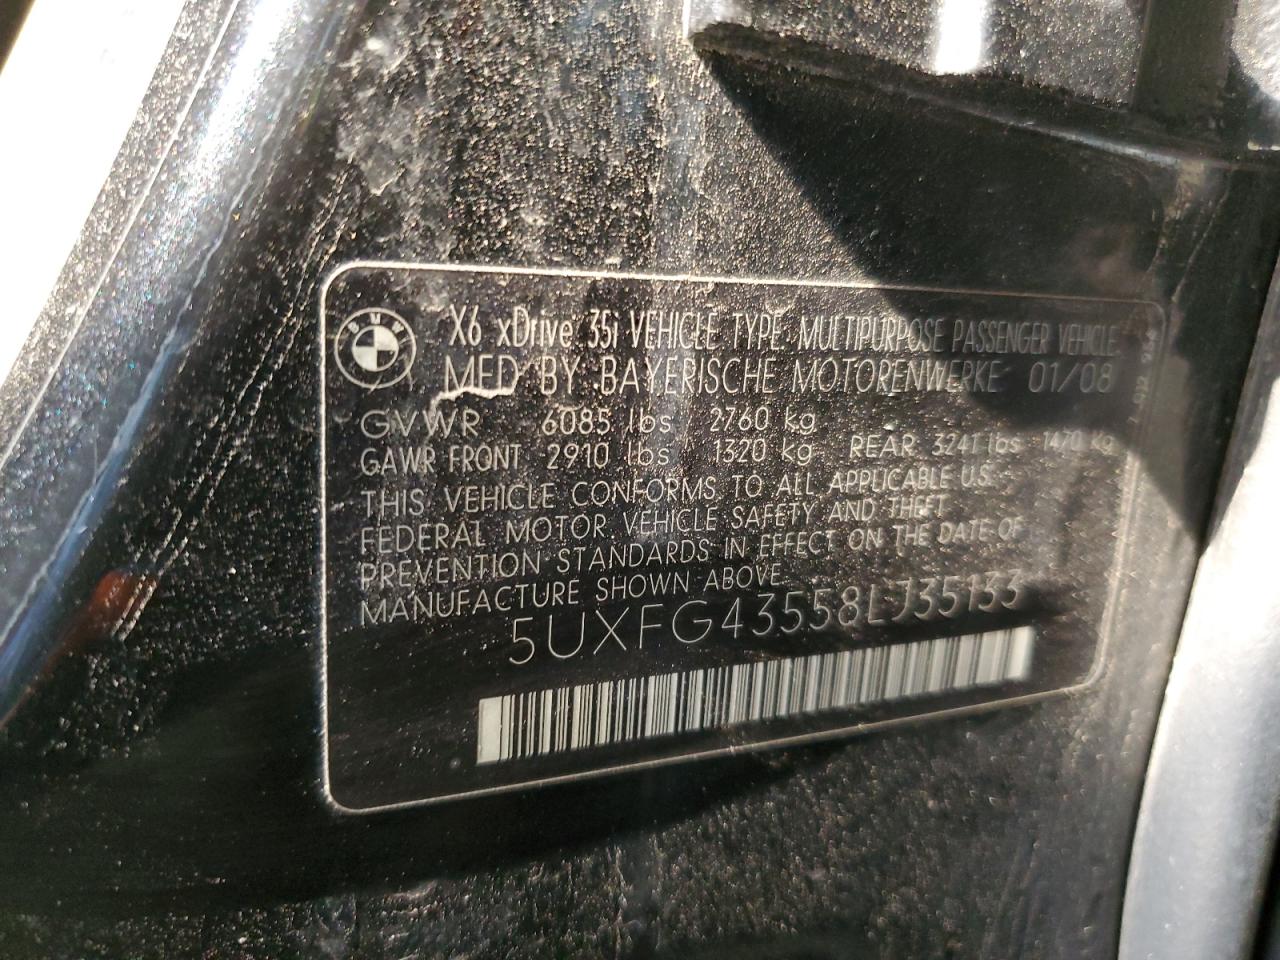 BMW
X6 xDrive 35i VEHICLE TYPE MULTIPURPOSE PASSENGER VEHICLE
MFD BY BAYERISCHE MOTORENWERKE 01/08
GVWR 6085 lbs 2760 kg
GAWR FRONT 2910 lbs 1320 kg REAR 3241 lbs 1470 kg
THIS VEHICLE CONFORMS TO ALL APPLICABLE U.S.
FEDERAL MOTOR VEHICLE SAFETY AND THEFT
PREVENTION STANDARDS IN EFFECT ON THE DATE OF
MANUFACTURE SHOWN ABOVE
5UXFG43558LJ35133